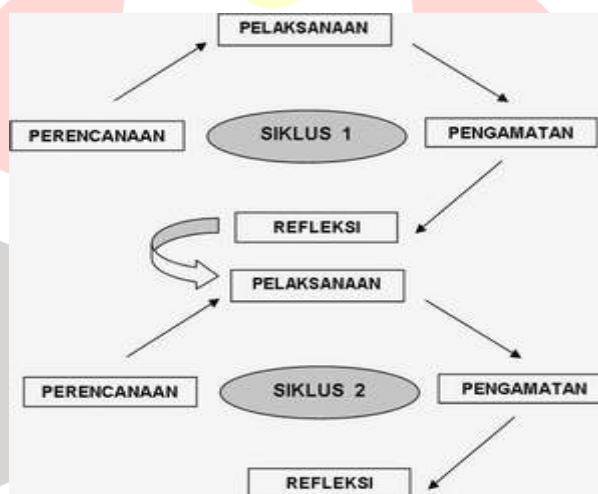 PELAKSANAAN
PERENCANAAN
SIKLUS 1
PENGAMATAN
REFLEKSI
PELAKSANAAN
PERENCANAAN
SIKLUS 2
PENGAMATAN
REFLEKSI